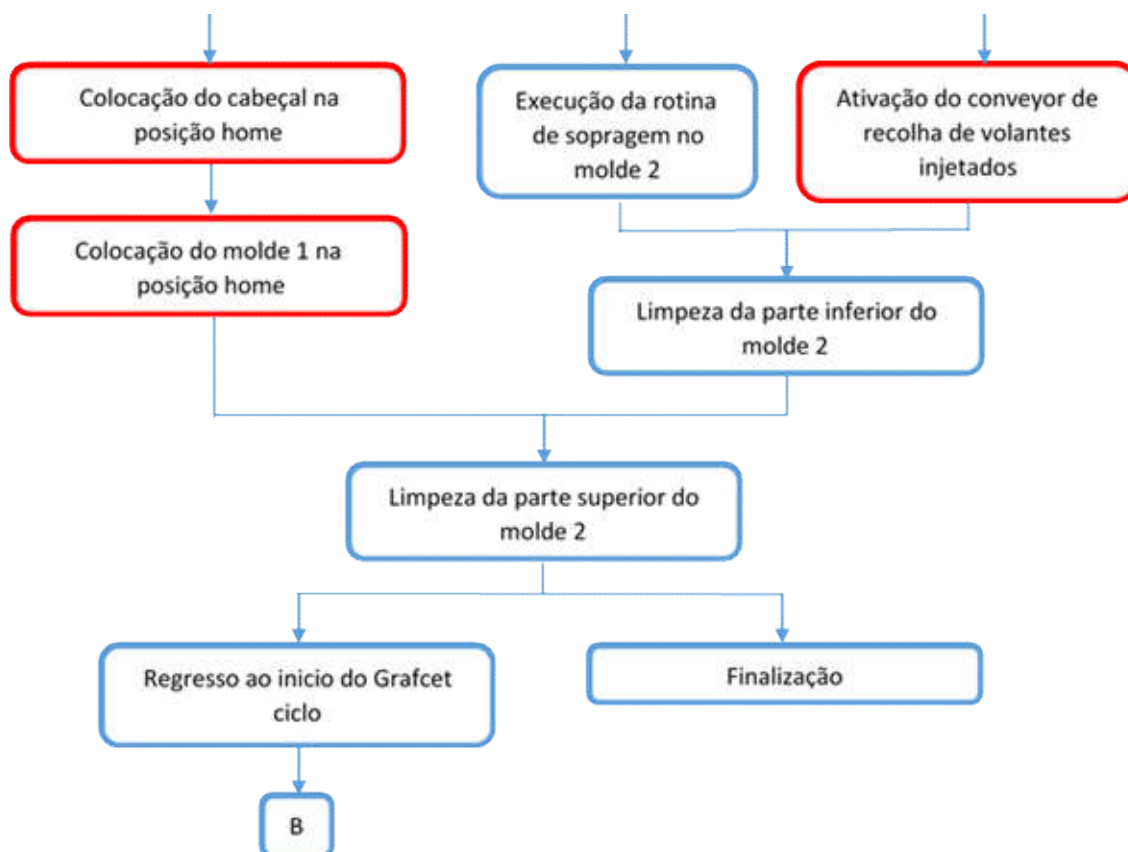 Colocação do cabeçal na
posição home
Execução da rotina
de sopragem no
molde 2
Ativação do conveyor de
recolha de volantes
injetados
Colocação do molde 1 na
posição home
Limpeza da parte inferior do
molde 2
Limpeza da parte superior do
molde 2
Regresso ao inicio do Grafcet
ciclo
Finalização
B